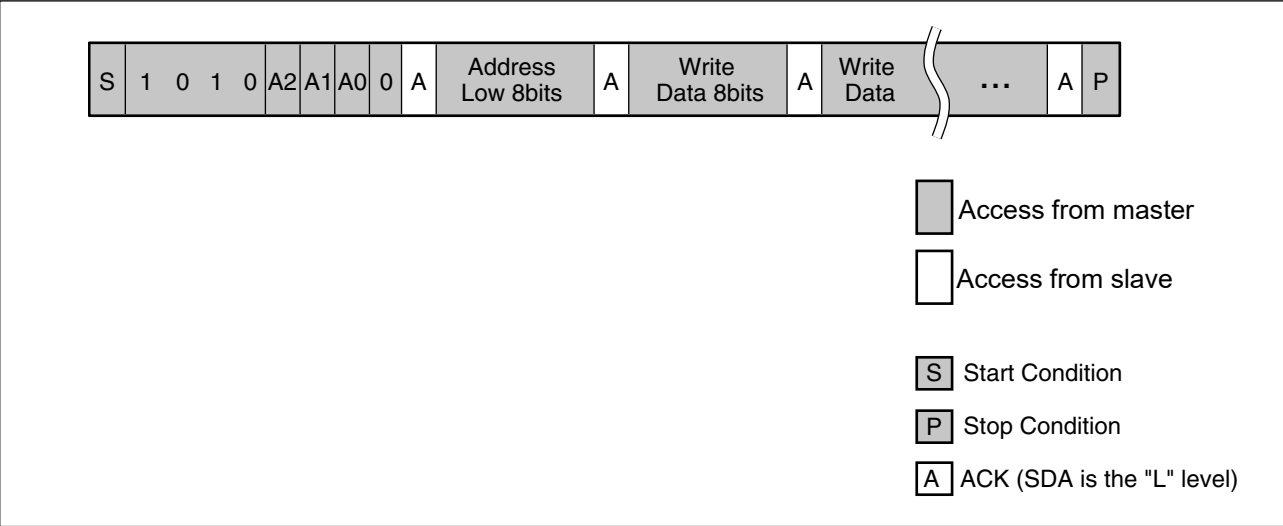 S 1 0 1 0 A2 A1 A0 0 A Address Low 8bits A Write Data 8bits A Write Data ... A P
Access from master
Access from slave
S Start Condition
P Stop Condition
A ACK (SDA is the "L" level)